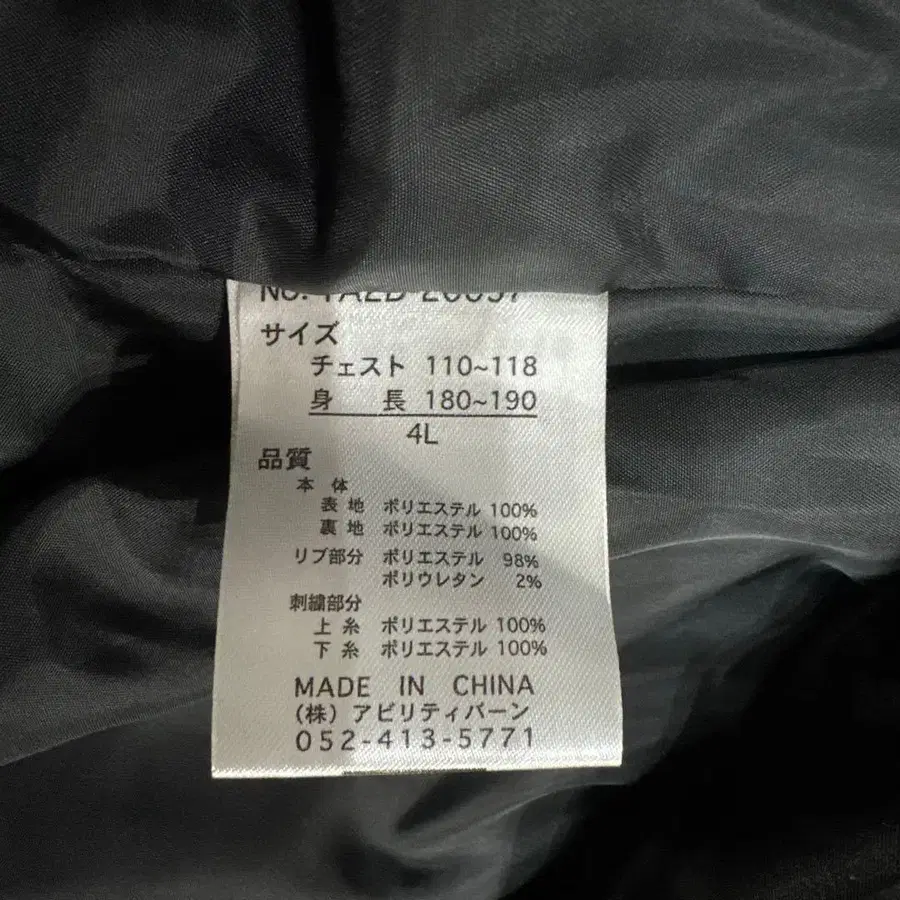 No.
サイズ
チェスト 110~118
身 長 180~190
4L
品質
本 体
表 地 ポリエステル 100%
裏 地 ポリエステル 100%
リブ部分 ポリエステル 98%
ポリウレタン 2%
刺繍部分
上 糸 ポリエステル 100%
下 糸 ポリエステル 100%
MADE IN CHINA
(株) アビリティバーン
052-413-5771